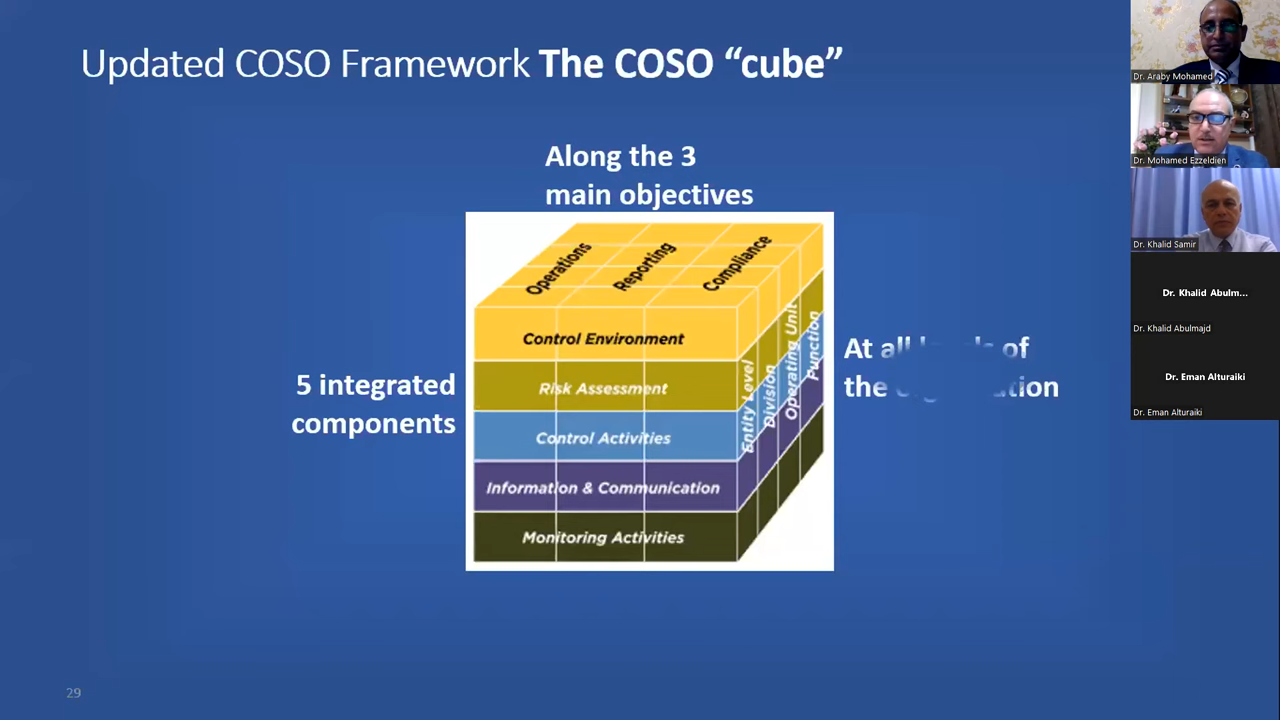 Updated COSO Framework The COSO “cube”
Along the 3
main objectives
Operations
Reporting
Compliance
Control Environment
Risk Assessment
Control Activities
Information & Communication
Monitoring Activities
Entity Level
Division
Operating Unit
Function
5 integrated
components
At all of
the
29
Dr. Araby Mohamed
Dr. Mohamed Ezzeldien
Dr. Khalid Samir
Dr. Khalid Abulm...
Dr. Khalid Abulmajd
Dr. Eman Alturaiki
Dr. Eman Alturaiki